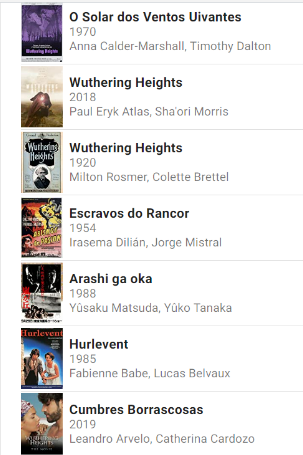 O Solar dos Ventos Uivantes
1970
Anna Calder-Marshall, Timothy Dalton
Wuthering Heights
2018
Paul Eryk Atlas, Sha'ori Morris
Wuthering Heights
Wuthering Heights
1920
Milton Rosmer, Colette Brettel
Escravos do Rancor
1954
Irasema Dilián, Jorge Mistral
Arashi ga oka
1988
Yûsaku Matsuda, Yûko Tanaka
Hurlevent
Hurlevent
1985
Fabienne Babe, Lucas Belvaux
Cumbres Borrascosas
2019
Leandro Arvelo, Catherina Cardozo